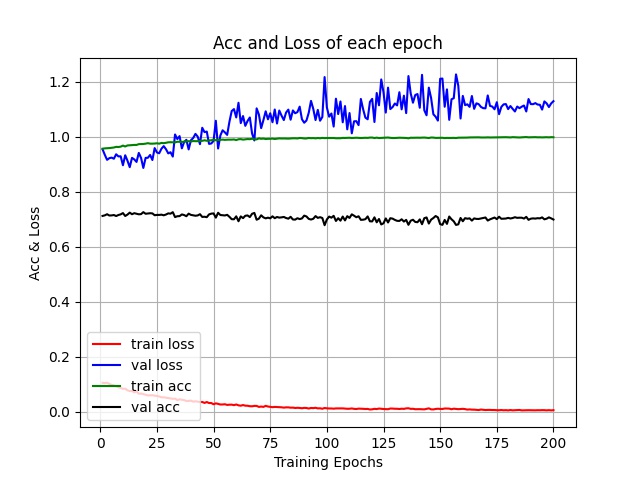 Acc and Loss of each epoch
Acc & Loss
1.2
1.0
0.8
0.6
0.4
0.2
0.0
train loss
val loss
train acc
val acc
0 25 50 75 100 125 150 175 200
Training Epochs